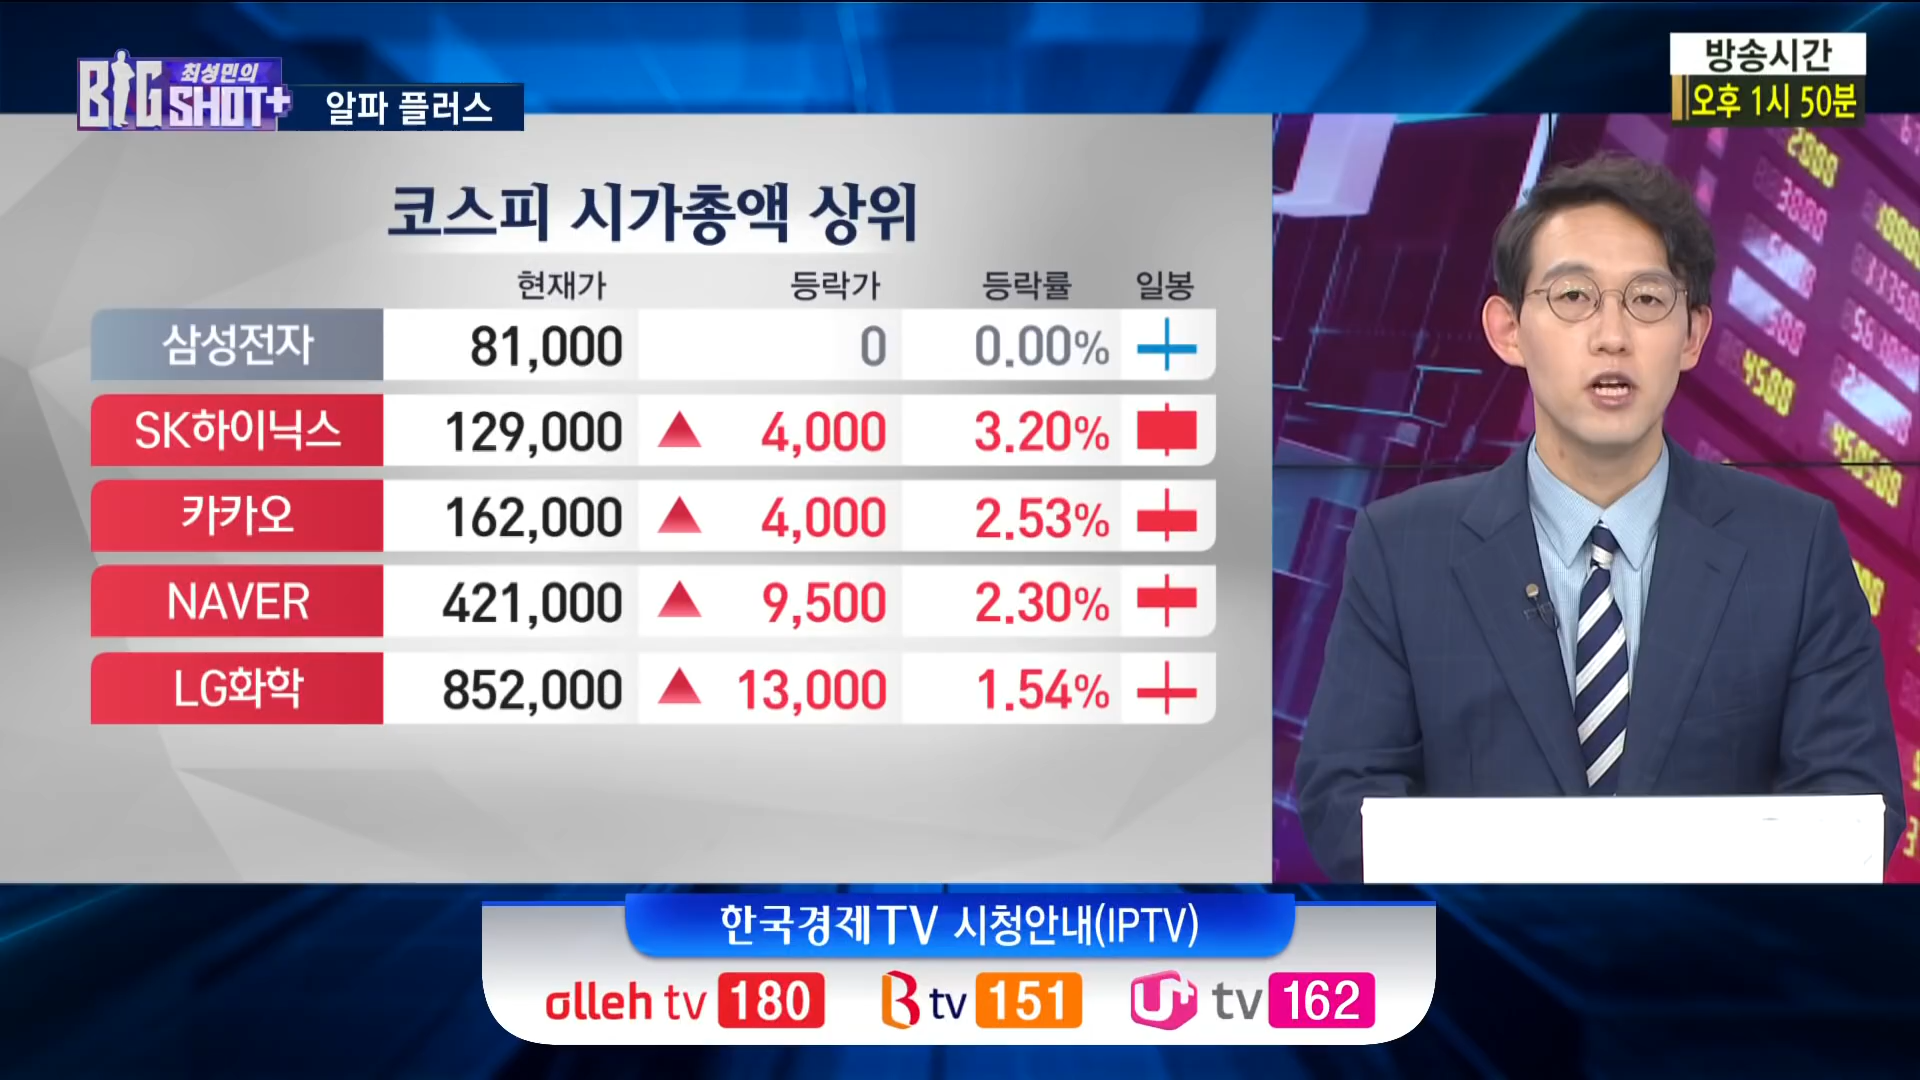 최성민의
BIG SHOT+
알파 플러스
방송시간
오후 1시 50분
코스피 시가총액 상위
현재가 등락가 등락률 일봉
삼성전자 81,000 0 0.00%
SK하이닉스 129,000 ▲ 4,000 3.20%
카카오 162,000 ▲ 4,000 2.53%
NAVER 421,000 ▲ 9,500 2.30%
LG화학 852,000 ▲ 13,000 1.54%
2000
3000
4500
한국경제TV 시청안내(IPTV)
olleh tv 180 B tv 151 U+ tv 162